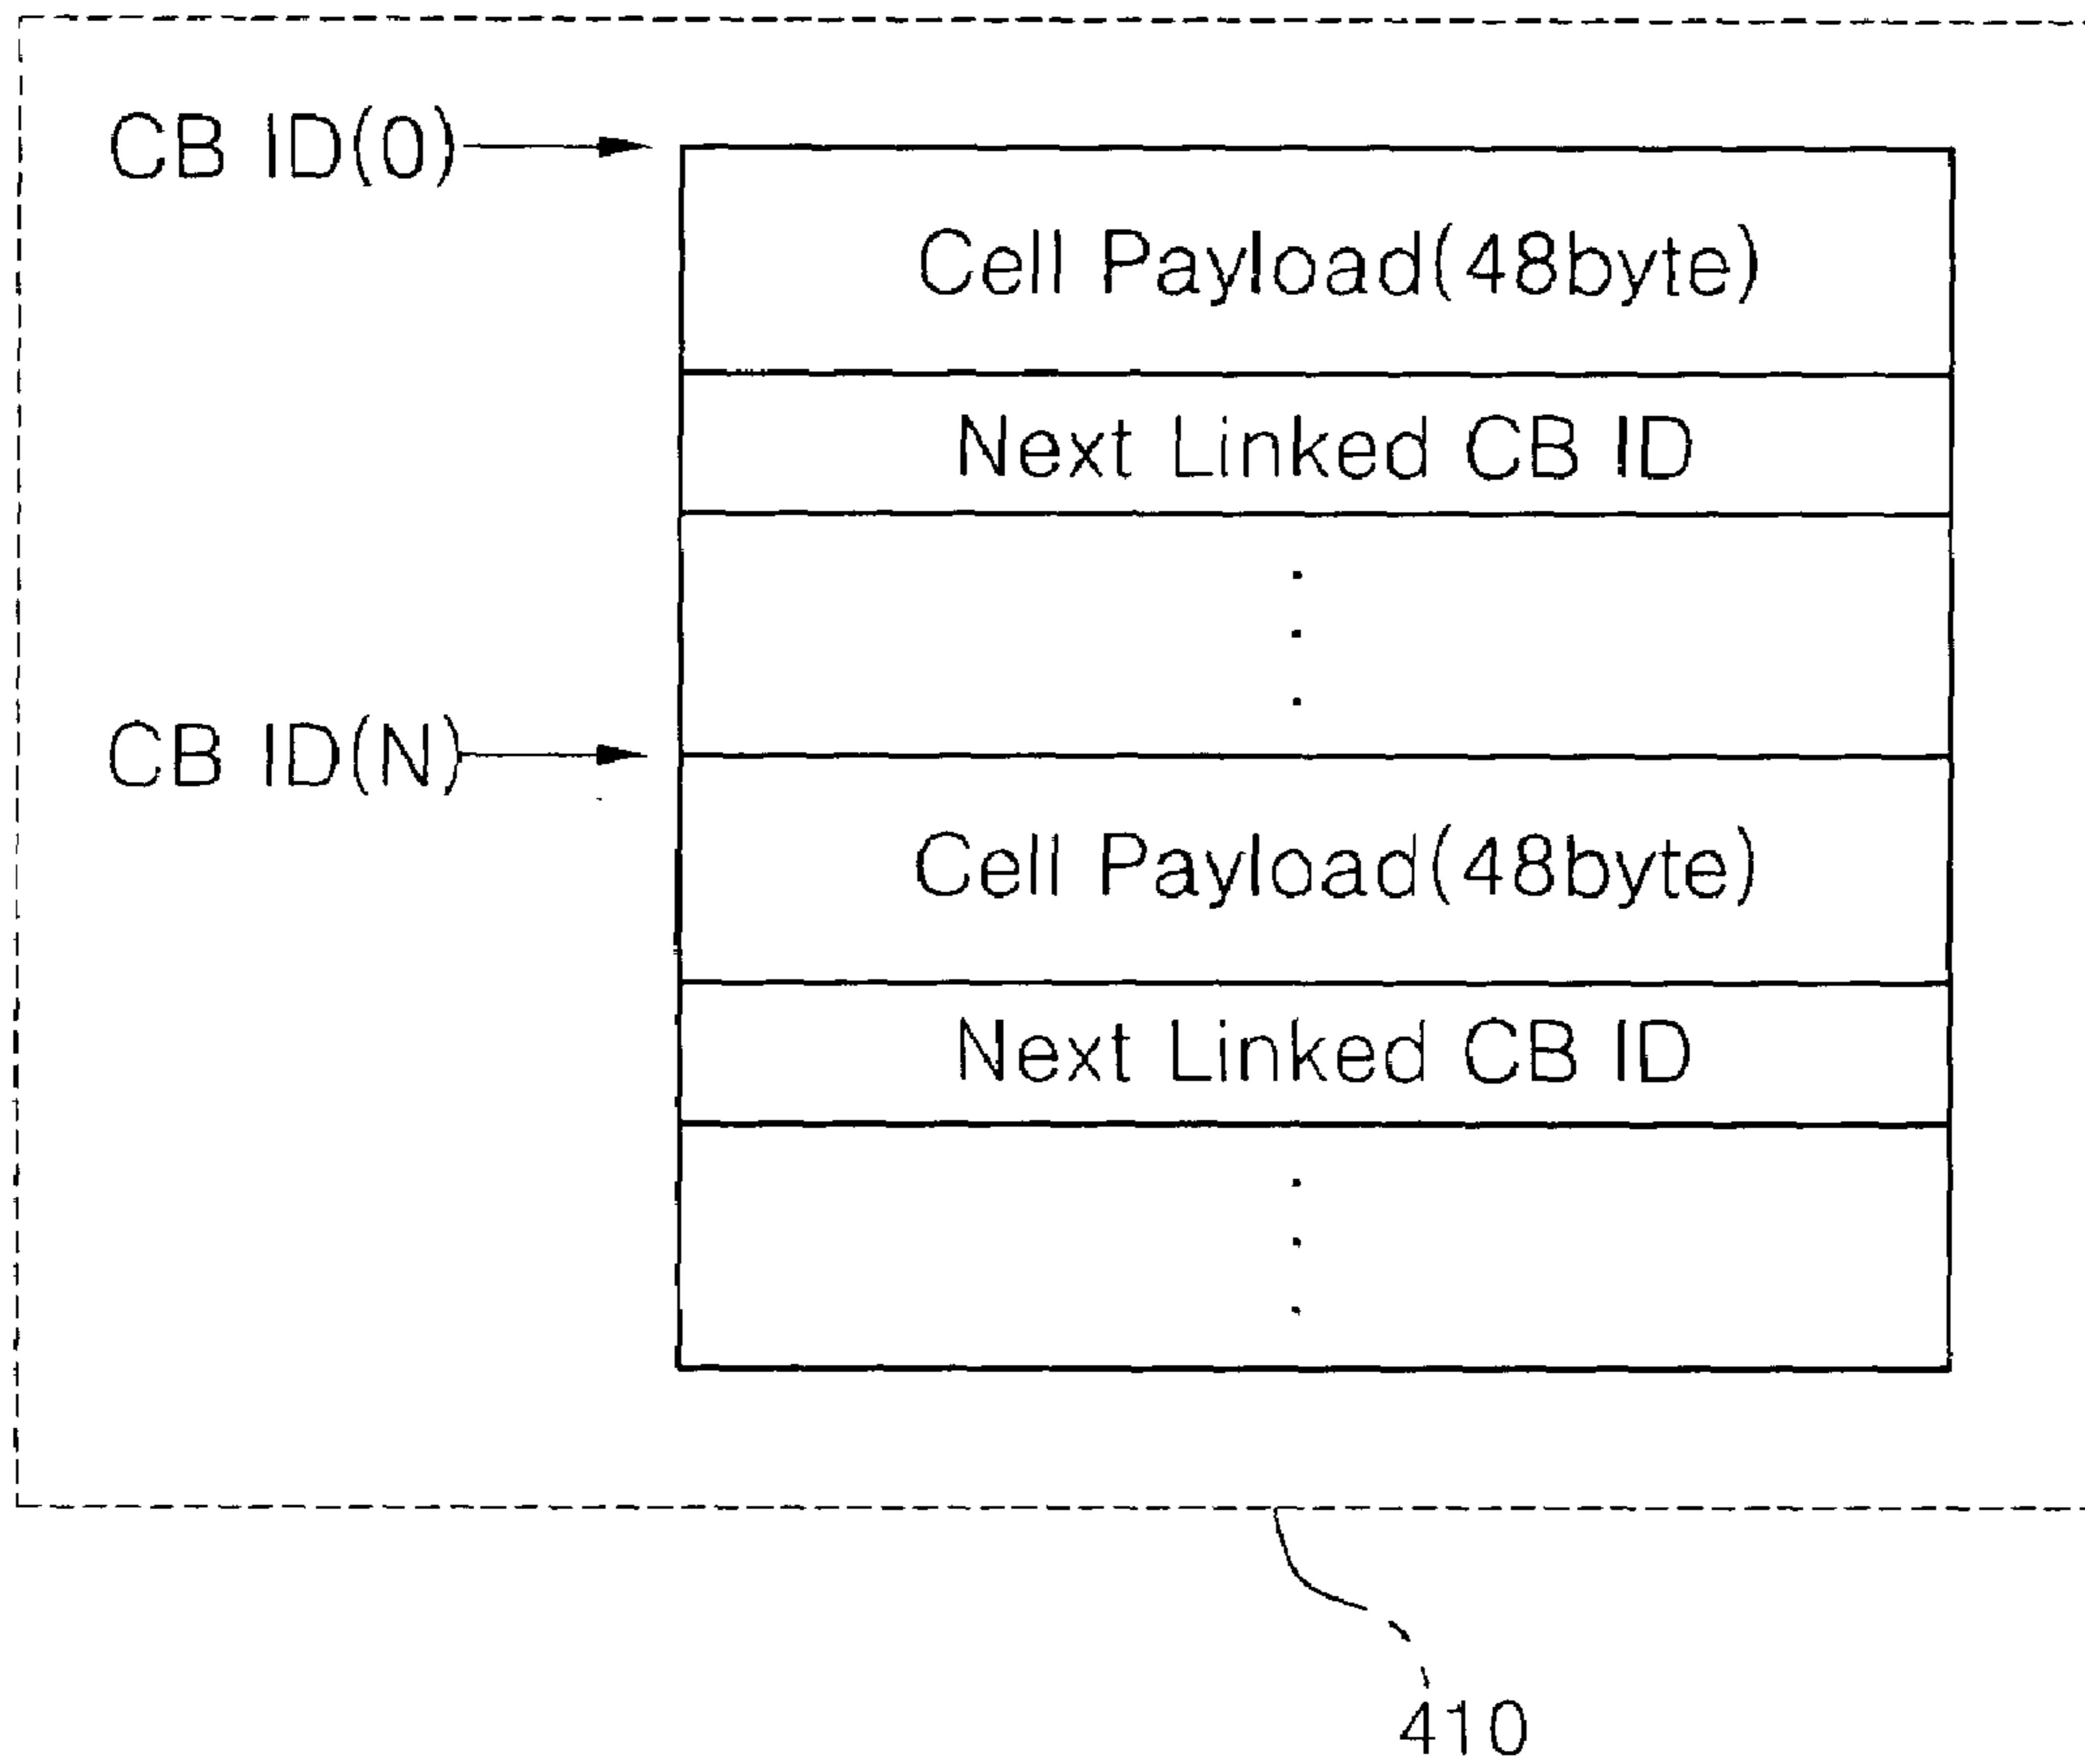 CB ID(0)
Cell Payload(48byte)
Next Linked CB ID
CB ID(N)
Cell Payload(48byte)
Next Linked CB ID
410